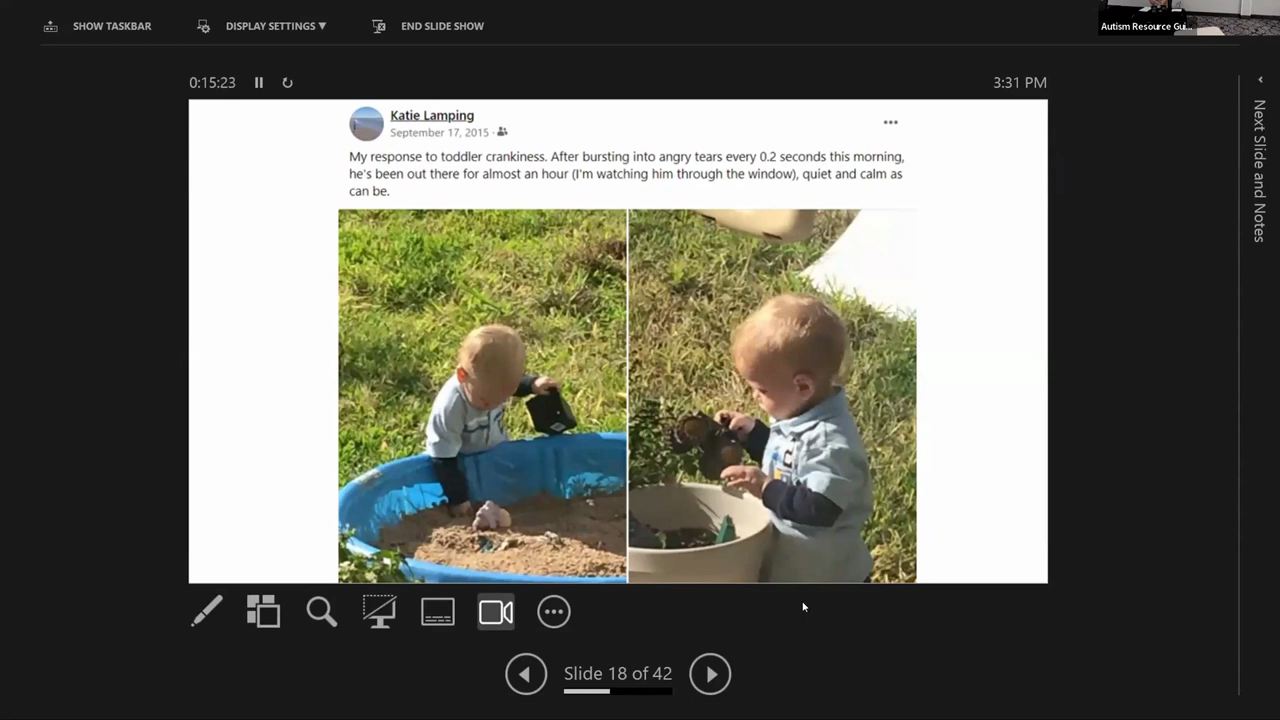 SHOW TASKBAR
DISPLAY SETTINGS ▼
END SLIDE SHOW
Autism Resource Gui...
0:15:23
3:31 PM
Next Slide and Notes
Katie Lamping
September 17, 2015 ·
My response to toddler crankiness. After bursting into angry tears every 0.2 seconds this morning,
he's been out there for almost an hour (I'm watching him through the window), quiet and calm as
can be.
Slide 18 of 42